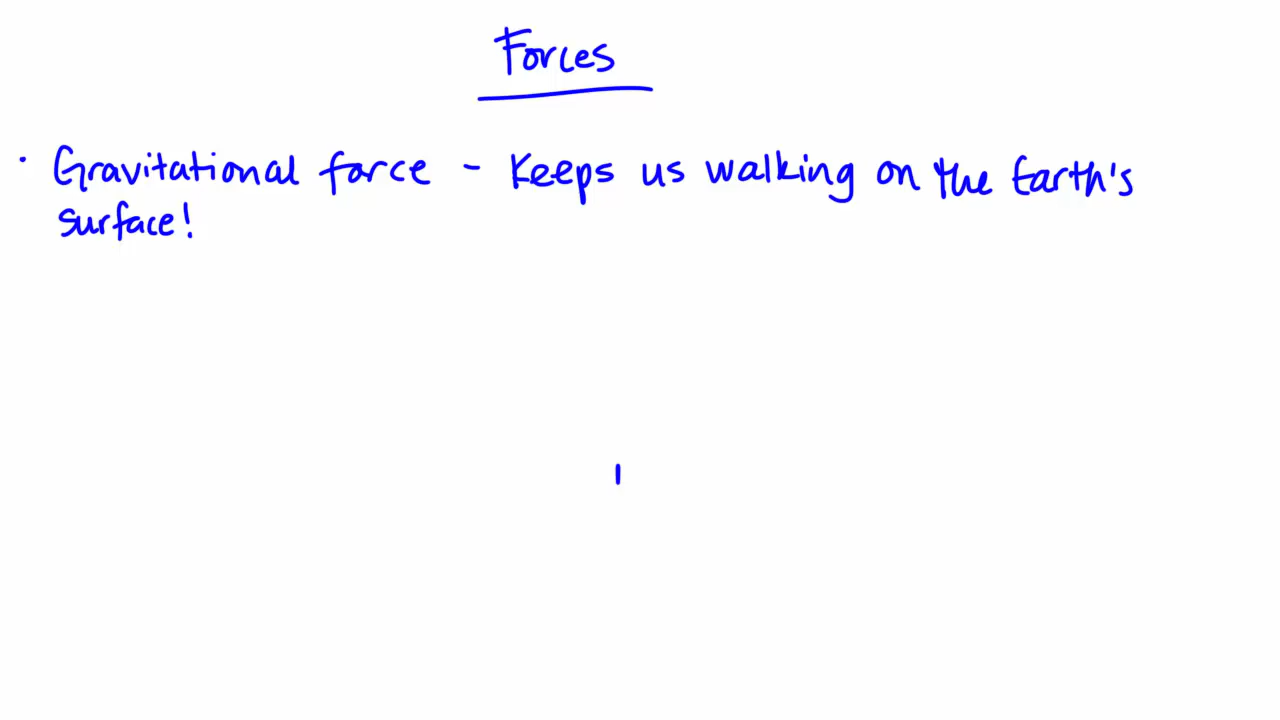 Forces
· Gravitational force - Keeps us walking on the Earth's
surface!